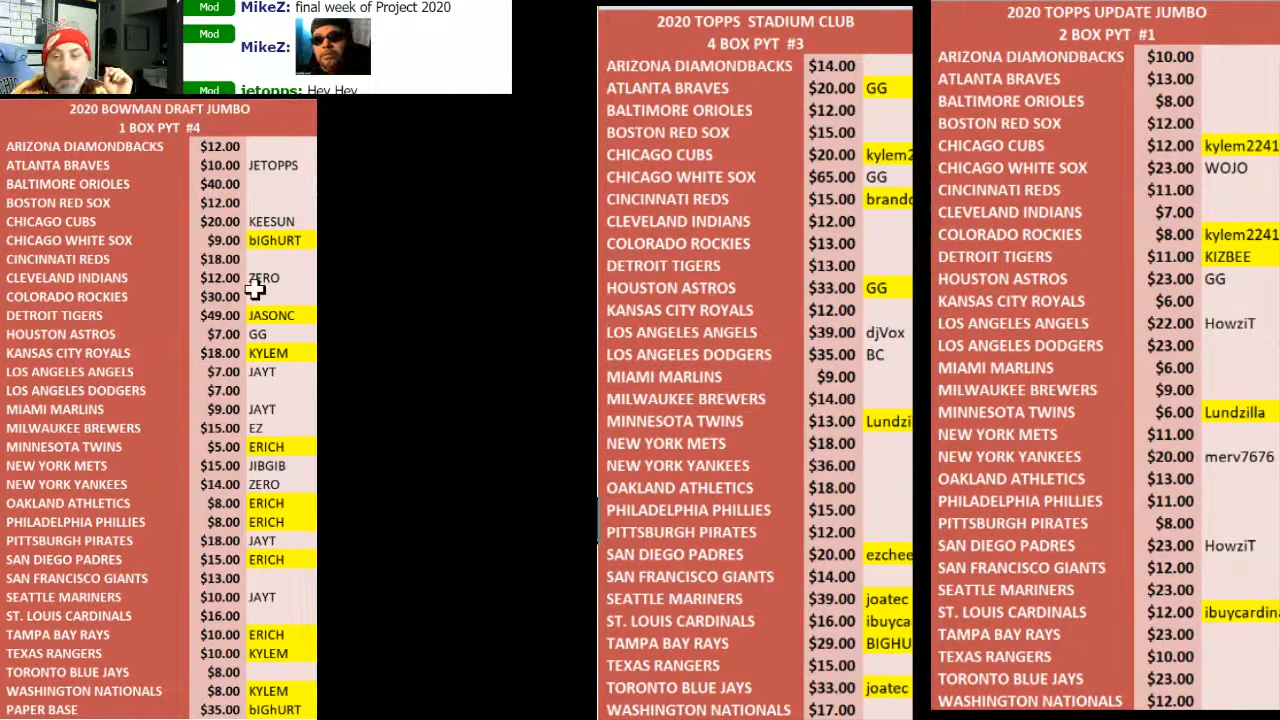 Mod MikeZ: final week of Project 2020
Mod MikeZ:
Mod jetopps: Hey Hey
2020 BOWMAN DRAFT JUMBO
1 BOX PYT #4
ARIZONA DIAMONDBACKS $12.00
ATLANTA BRAVES $10.00 JETOPPS
BALTIMORE ORIOLES $40.00
BOSTON RED SOX $12.00
CHICAGO CUBS $20.00 KEESUN
CHICAGO WHITE SOX $9.00 bIGhURT
CINCINNATI REDS $18.00
CLEVELAND INDIANS $12.00 ZERO
COLORADO ROCKIES $30.00
DETROIT TIGERS $49.00 JASONC
HOUSTON ASTROS $7.00 GG
KANSAS CITY ROYALS $18.00 KYLEM
LOS ANGELES ANGELS $7.00 JAYT
LOS ANGELES DODGERS $7.00
MIAMI MARLINS $9.00 JAYT
MILWAUKEE BREWERS $15.00 EZ
MINNESOTA TWINS $5.00 ERICH
NEW YORK METS $15.00 JIBGIB
NEW YORK YANKEES $14.00 ZERO
OAKLAND ATHLETICS $8.00 ERICH
PHILADELPHIA PHILLIES $8.00 ERICH
PITTSBURGH PIRATES $18.00 JAYT
SAN DIEGO PADRES $15.00 ERICH
SAN FRANCISCO GIANTS $13.00
SEATTLE MARINERS $10.00 JAYT
ST. LOUIS CARDINALS $16.00
TAMPA BAY RAYS $10.00 ERICH
TEXAS RANGERS $10.00 KYLEM
TORONTO BLUE JAYS $8.00
WASHINGTON NATIONALS $8.00 KYLEM
PAPER BASE $35.00 bIGhURT
2020 TOPPS STADIUM CLUB
4 BOX PYT #3
ARIZONA DIAMONDBACKS $14.00
ATLANTA BRAVES $20.00 GG
BALTIMORE ORIOLES $12.00
BOSTON RED SOX $15.00
CHICAGO CUBS $20.00 kylem2
CHICAGO WHITE SOX $65.00 GG
CINCINNATI REDS $15.00 brando
CLEVELAND INDIANS $12.00
COLORADO ROCKIES $13.00
DETROIT TIGERS $13.00
HOUSTON ASTROS $33.00 GG
KANSAS CITY ROYALS $12.00
LOS ANGELES ANGELS $39.00 djVox
LOS ANGELES DODGERS $35.00 BC
MIAMI MARLINS $9.00
MILWAUKEE BREWERS $14.00
MINNESOTA TWINS $13.00 Lundzi
NEW YORK METS $18.00
NEW YORK YANKEES $36.00
OAKLAND ATHLETICS $18.00
PHILADELPHIA PHILLIES $15.00
PITTSBURGH PIRATES $12.00
SAN DIEGO PADRES $20.00 ezchee
SAN FRANCISCO GIANTS $14.00
SEATTLE MARINERS $39.00 joatec
ST. LOUIS CARDINALS $16.00 ibuyca
TAMPA BAY RAYS $29.00 BIGHU
TEXAS RANGERS $15.00
TORONTO BLUE JAYS $33.00 joatec
WASHINGTON NATIONALS $17.00
2020 TOPPS UPDATE JUMBO
2 BOX PYT #1
ARIZONA DIAMONDBACKS $10.00
ATLANTA BRAVES $13.00
BALTIMORE ORIOLES $8.00
BOSTON RED SOX $12.00
CHICAGO CUBS $12.00 kylem2241
CHICAGO WHITE SOX $23.00 WOJO
CINCINNATI REDS $11.00
CLEVELAND INDIANS $7.00
COLORADO ROCKIES $8.00 kylem2241
DETROIT TIGERS $11.00 KIZBEE
HOUSTON ASTROS $23.00 GG
KANSAS CITY ROYALS $6.00
LOS ANGELES ANGELS $22.00 HowziT
LOS ANGELES DODGERS $23.00
MIAMI MARLINS $6.00
MILWAUKEE BREWERS $9.00
MINNESOTA TWINS $6.00 Lundzilla
NEW YORK METS $11.00
NEW YORK YANKEES $20.00 merv7676
OAKLAND ATHLETICS $13.00
PHILADELPHIA PHILLIES $11.00
PITTSBURGH PIRATES $8.00
SAN DIEGO PADRES $23.00 HowziT
SAN FRANCISCO GIANTS $12.00
SEATTLE MARINERS $23.00
ST. LOUIS CARDINALS $12.00 ibuycardin
TAMPA BAY RAYS $23.00
TEXAS RANGERS $10.00
TORONTO BLUE JAYS $23.00
WASHINGTON NATIONALS $12.00